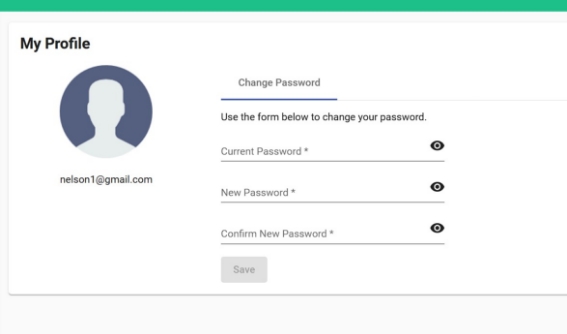 My Profile
nelson1@gmail.com
Change Password
Use the form below to change your password.
Current Password *
New Password *
Confirm New Password *
Save